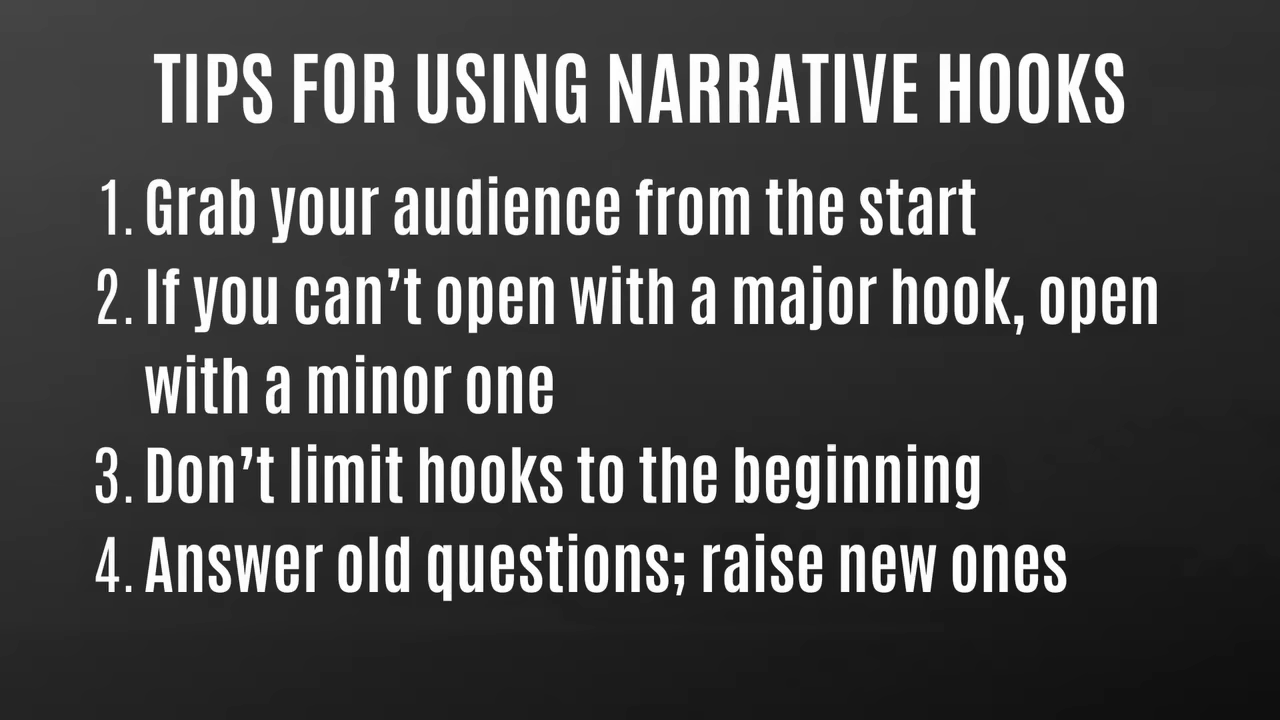 TIPS FOR USING NARRATIVE HOOKS
1. Grab your audience from the start
2. If you can’t open with a major hook, open
with a minor one
3. Don’t limit hooks to the beginning
4. Answer old questions; raise new ones